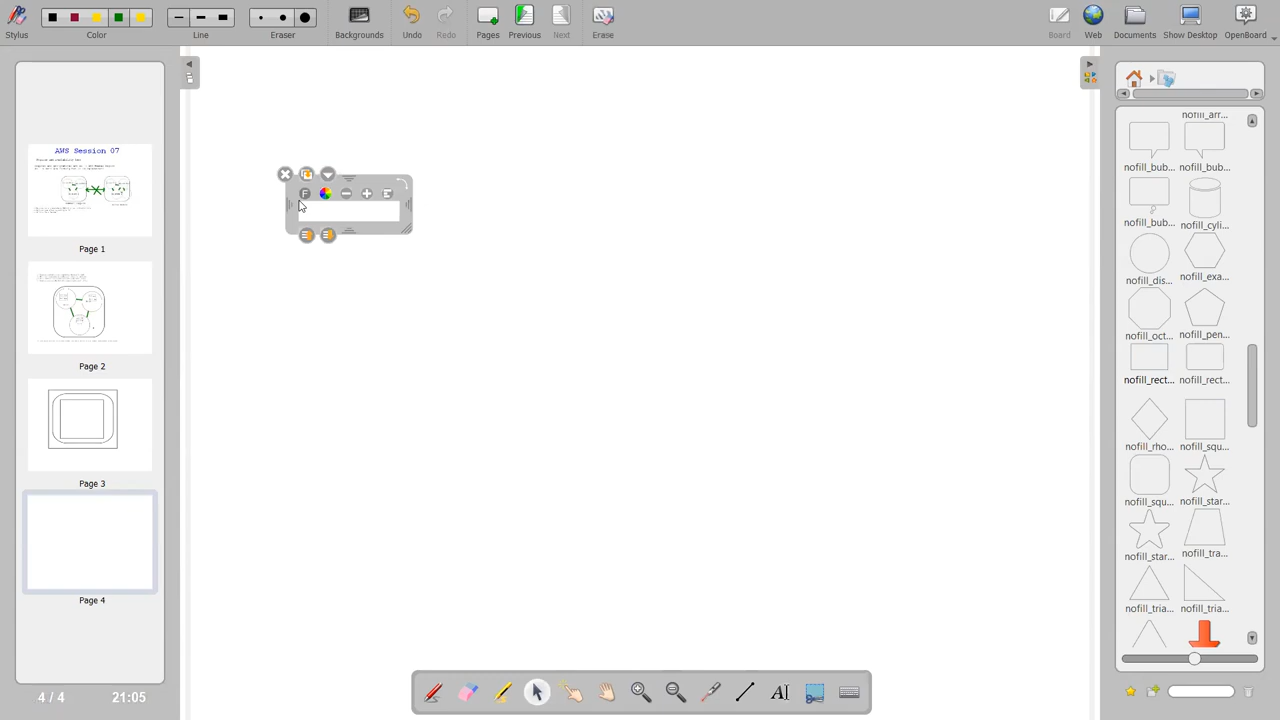 Stylus
Color
Line
Eraser
Backgrounds
Undo
Redo
Pages
Previous
Next
Erase
Board
Web
Documents
Show Desktop
OpenBoard
AWS Session 07
Page 1
Page 2
Page 3
Page 4
4 / 4
21:05
F
nofill_arr...
nofill_bub...
nofill_bub...
nofill_bub...
nofill_cyli...
nofill_dis...
nofill_exa...
nofill_oct...
nofill_pen...
nofill_rect...
nofill_rect...
nofill_rho...
nofill_squ...
nofill_squ...
nofill_star...
nofill_star...
nofill_tra...
nofill_tria...
nofill_tria...